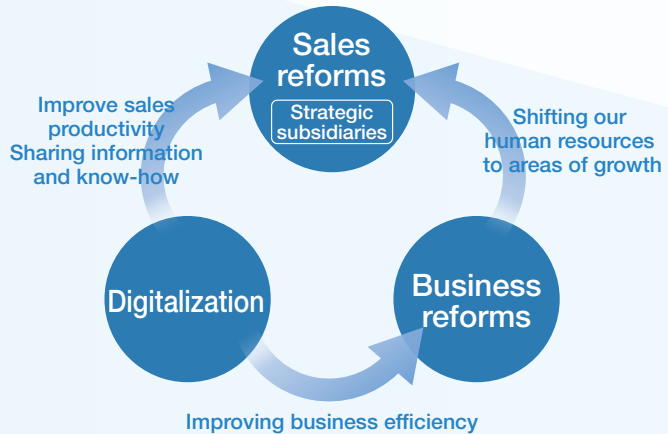 Sales
reforms
Strategic
subsidiaries
Improve sales
productivity
Sharing information
and know-how
Shifting our
human resources
to areas of growth
Digitalization
Business
reforms
Improving business efficiency